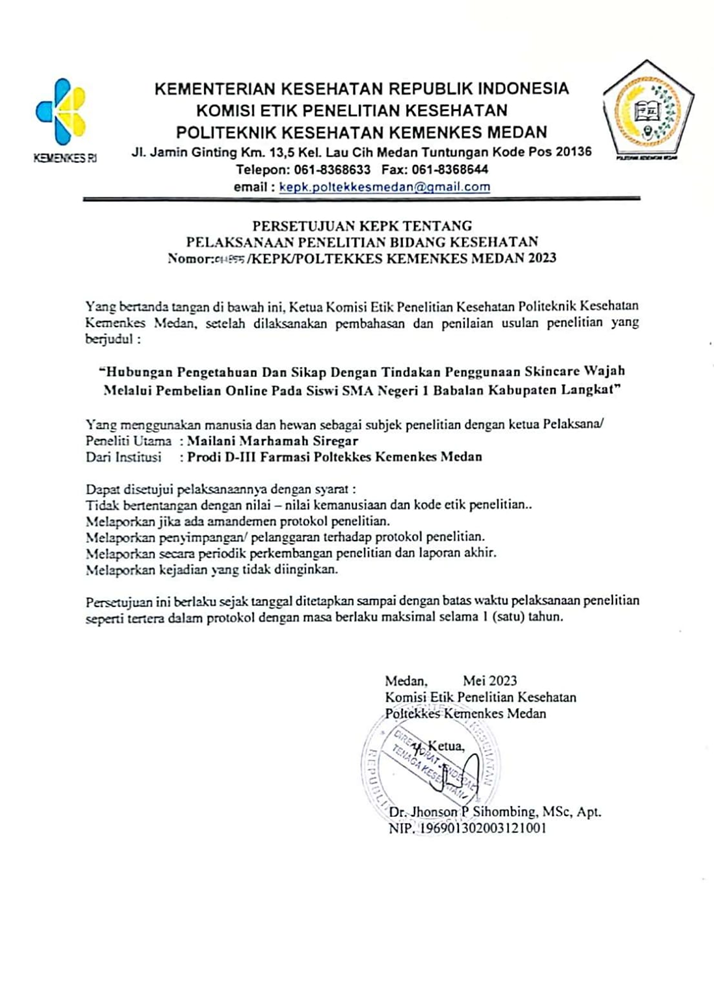 KEMENTERIAN KESEHATAN REPUBLIK INDONESIA
KOMISI ETIK PENELITIAN KESEHATAN
POLITEKNIK KESEHATAN KEMENKES MEDAN
Jl. Jamin Ginting Km. 13,5 Kel. Lau Cih Medan Tuntungan Kode Pos 20136
Telepon: 061-8368633 Fax: 061-8368644
email : kepk.poltekkesmedan@gmail.com
KEMENKES RI
PERSETUJUAN KEPK TENTANG
PELAKSANAAN PENELITIAN BIDANG KESEHATAN
Nomor: /KEPK/POLTEKKES KEMENKES MEDAN 2023
Yang bertanda tangan di bawah ini, Ketua Komisi Etik Penelitian Kesehatan Politeknik Kesehatan
Kemenkes Medan, setelah dilaksanakan pembahasan dan penilaian usulan penelitian yang
berjudul :
“Hubungan Pengetahuan Dan Sikap Dengan Tindakan Penggunaan Skincare Wajah
Melalui Pembelian Online Pada Siswi SMA Negeri 1 Babalan Kabupaten Langkat”
Yang menggunakan manusia dan hewan sebagai subjek penelitian dengan ketua Pelaksana/
Peneliti Utama : Mailani Marhamah Siregar
Dari Institusi : Prodi D-III Farmasi Poltekkes Kemenkes Medan
Dapat disetujui pelaksanaannya dengan syarat :
Tidak bertentangan dengan nilai – nilai kemanusiaan dan kode etik penelitian..
Melaporkan jika ada amandemen protokol penelitian.
Melaporkan penyimpangan/ pelanggaran terhadap protokol penelitian.
Melaporkan secara periodik perkembangan penelitian dan laporan akhir.
Melaporkan kejadian yang tidak diinginkan.
Persetujuan ini berlaku sejak tanggal ditetapkan sampai dengan batas waktu pelaksanaan penelitian
seperti tertera dalam protokol dengan masa berlaku maksimal selama 1 (satu) tahun.
Medan, Mei 2023
Komisi Etik Penelitian Kesehatan
Poltekkes Kemenkes Medan
Ketua,
DIREKTORAT JENDERAL
TENAGA KESEHATAN
Dr. Jhonson P Sihombing, MSc, Apt.
NIP. 196901302003121001